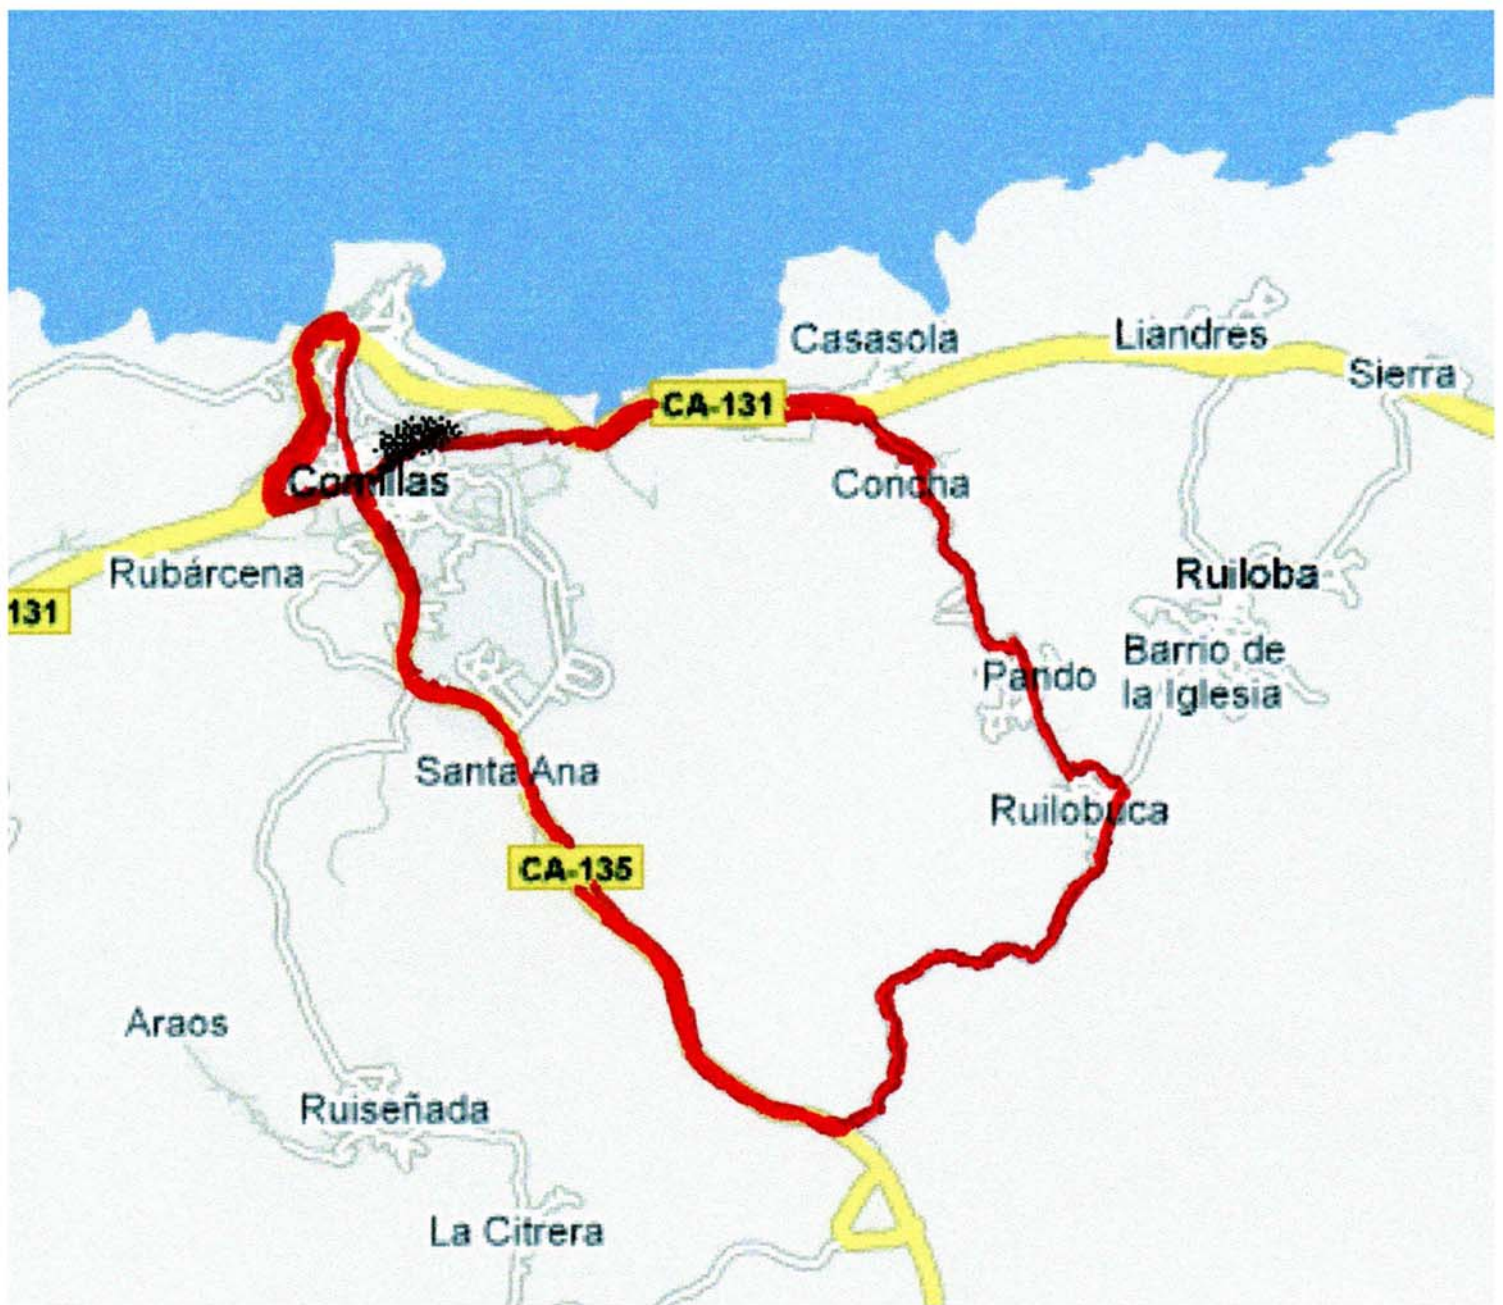 Liandres
Casasola
Sierra
CA-131
Comillas
Concha
Rubárcena
Ruiloba
131
Barrio de
la Iglesia
Pando
Santa Ana
Ruilobuca
CA-135
Araos
Ruiseñada
La Citrera